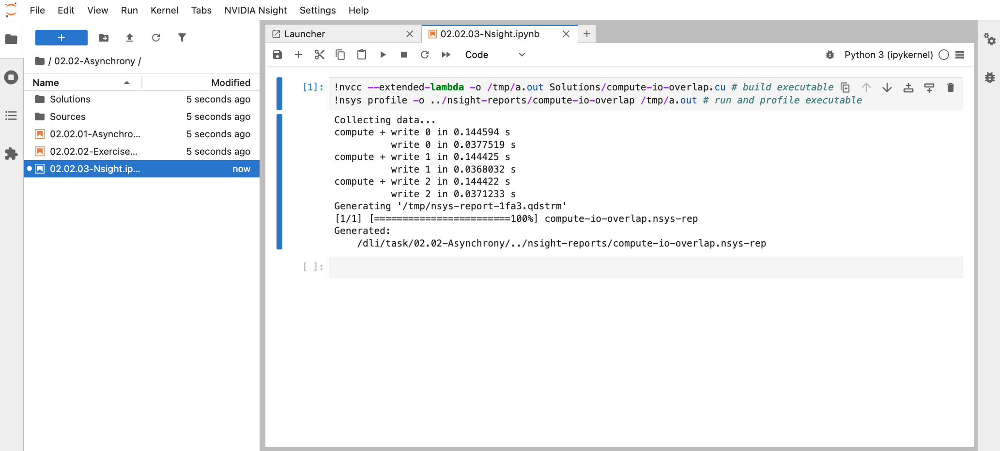 File Edit View Run Kernel Tabs NVIDIA Nsight Settings Help
/ 02.02-Asynchrony /
Name Modified
Solutions 5 seconds ago
Sources 5 seconds ago
02.02.01-Asynchro... 5 seconds ago
02.02.02-Exercise... 5 seconds ago
02.02.03-Nsight.ip... now
Launcher 02.02.03-Nsight.ipynb
Code Python 3 (ipykernel)
[1]: !nvcc --extended-lambda -o /tmp/a.out Solutions/compute-io-overlap.cu # build executable
!nsys profile -o ../nsight-reports/compute-io-overlap /tmp/a.out # run and profile executable
Collecting data...
compute + write 0 in 0.144594 s
write 0 in 0.0377519 s
compute + write 1 in 0.144425 s
write 1 in 0.0368032 s
compute + write 2 in 0.144422 s
write 2 in 0.0371233 s
Generating '/tmp/nsys-report-1fa3.qdstrm'
[1/1] [========================100%] compute-io-overlap.nsys-rep
Generated:
/dli/task/02.02-Asynchrony/../nsight-reports/compute-io-overlap.nsys-rep
[ ]: